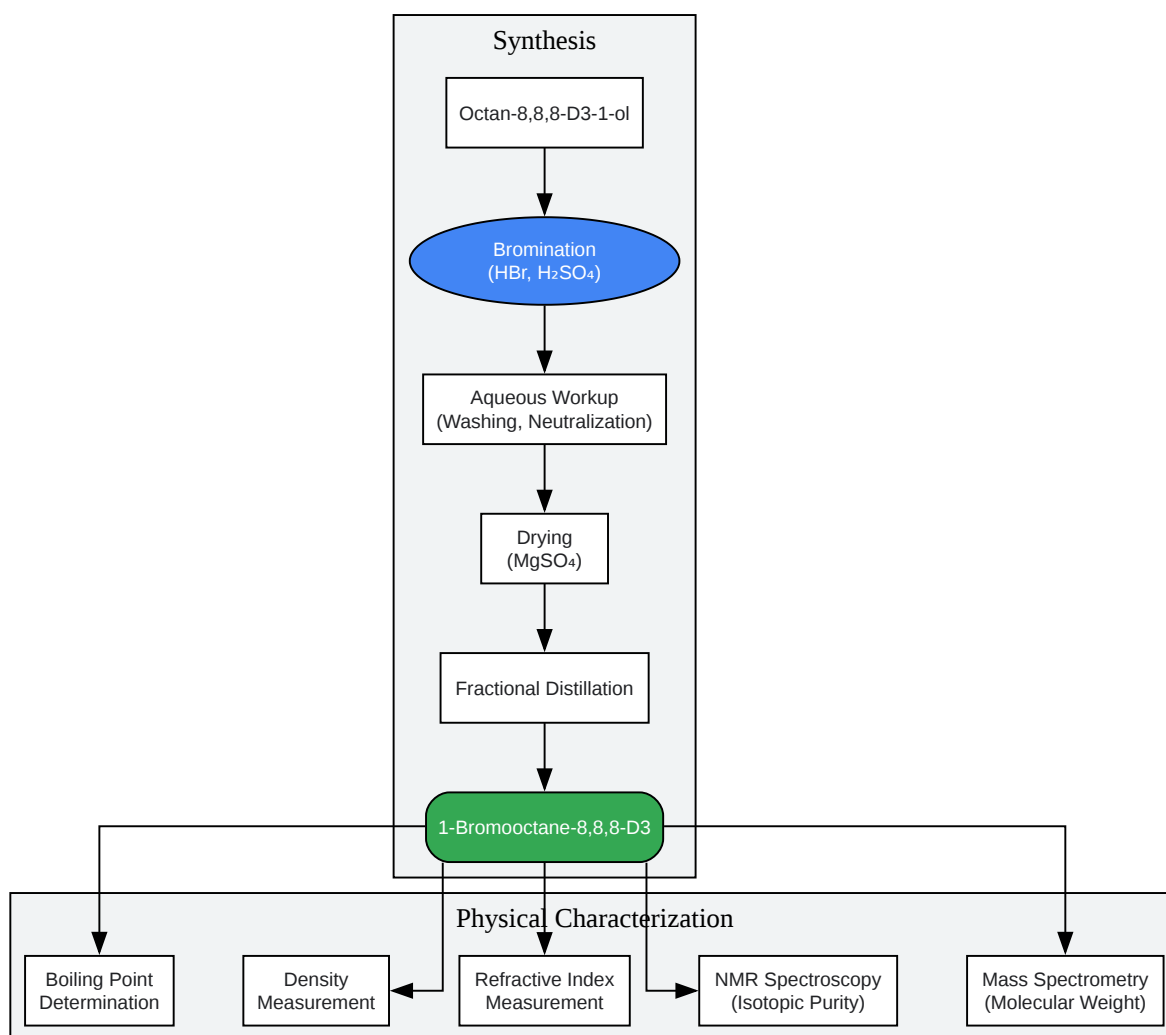 Synthesis
Octan-8,8,8-D3-1-ol
Bromination
(HBr, H₂SO₄)
Aqueous Workup
(Washing, Neutralization)
Drying
(MgSO₄)
Fractional Distillation
1-Bromooctane-8,8,8-D3
Physical Characterization
Boiling Point
Determination
Density
Measurement
Refractive Index
Measurement
NMR Spectroscopy
(Isotopic Purity)
Mass Spectrometry
(Molecular Weight)